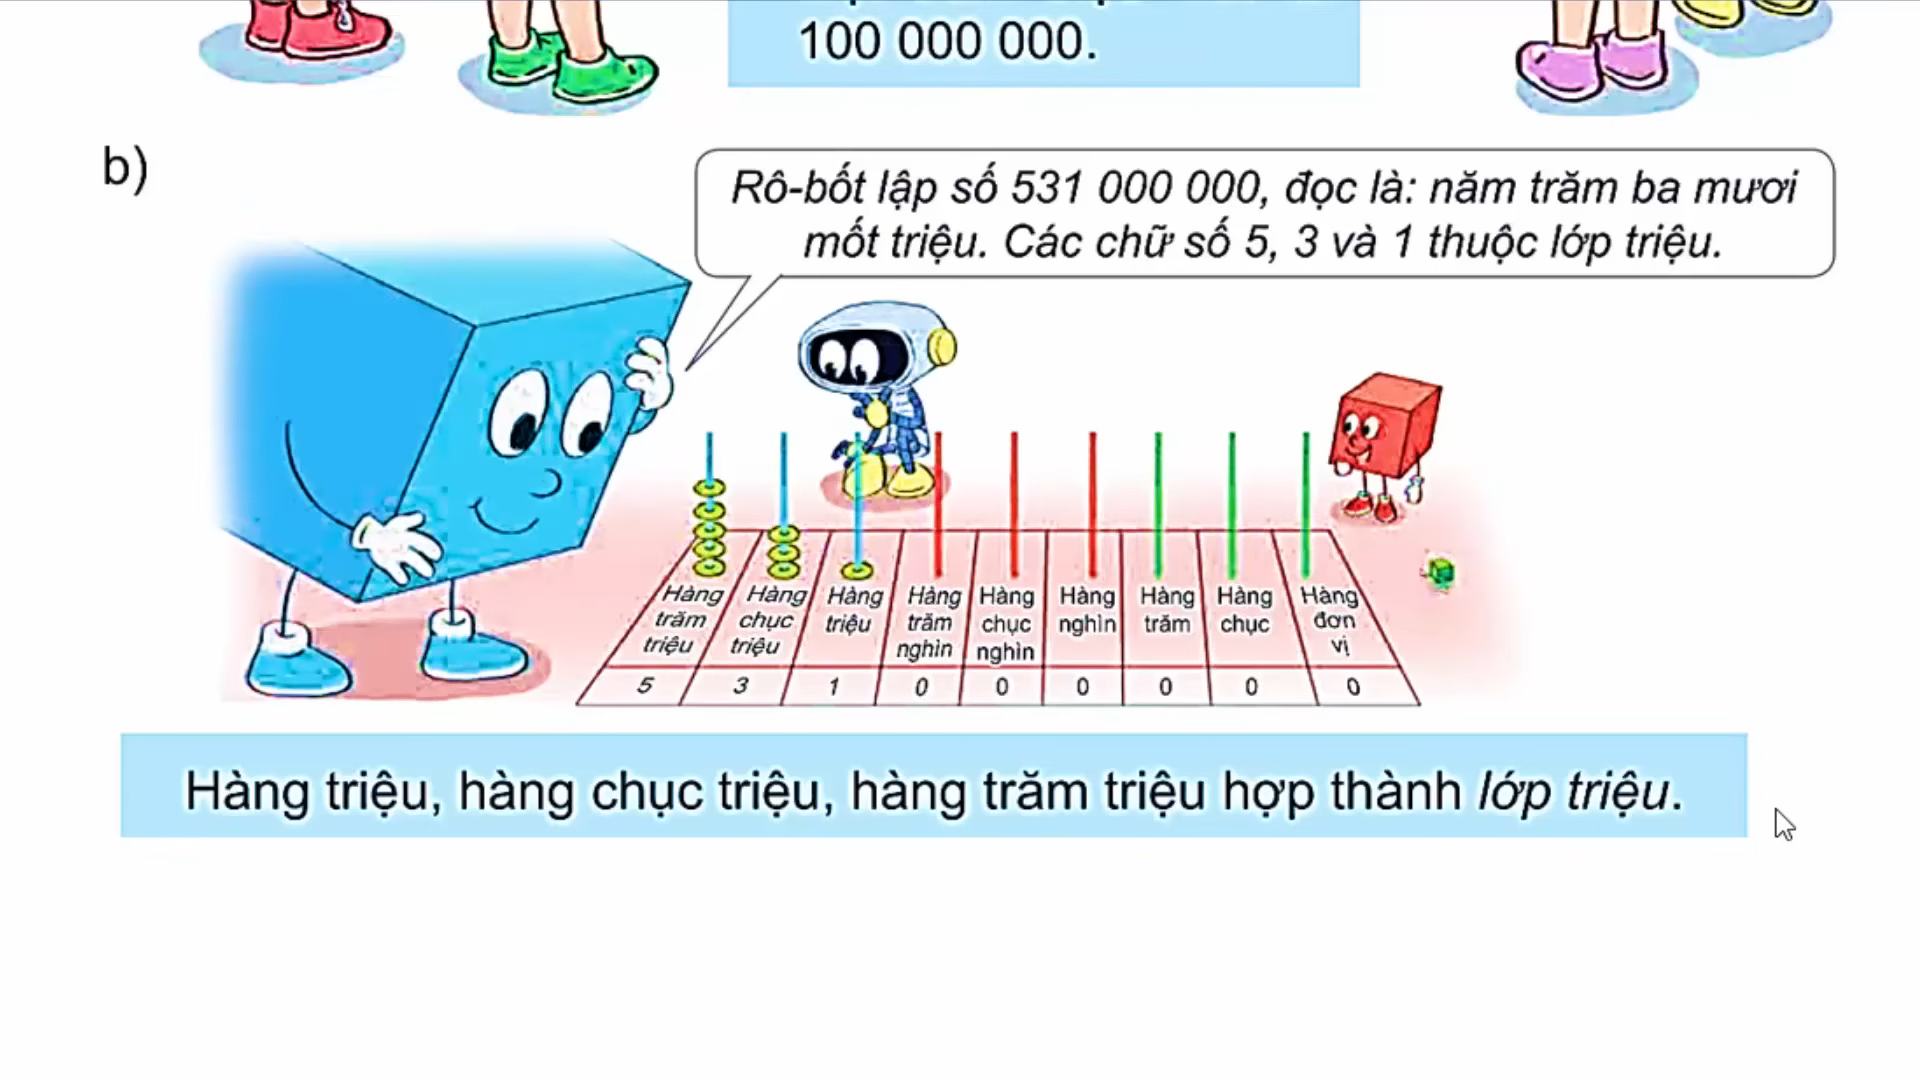 100 000 000.
b)
Rô-bốt lập số 531 000 000, đọc là: năm trăm ba mươi
mốt triệu. Các chữ số 5, 3 và 1 thuộc lớp triệu.
Hàng trăm triệu
Hàng chục triệu
Hàng triệu
Hàng trăm nghìn
Hàng chục nghìn
Hàng nghìn
Hàng trăm
Hàng chục
Hàng đơn vị
5 3 1 0 0 0 0 0 0
Hàng triệu, hàng chục triệu, hàng trăm triệu hợp thành lớp triệu.